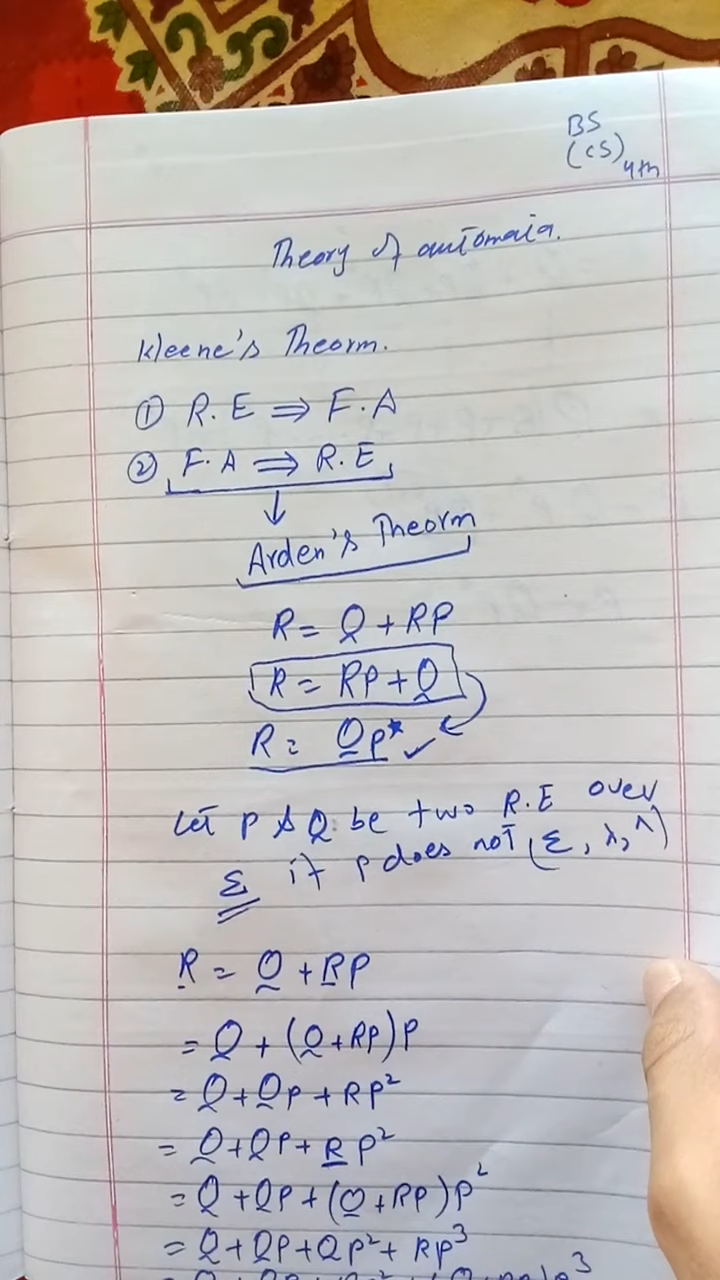 BS
(CS) 4th
Theory of automata.
Kleene's Theorm.
① R.E ⇒ F.A
② F.A ⇒ R.E
↓
Arden's Theorm
R = Q + RP
R = RP + Q
R = QP* ✓
Let P & Q be two R.E over
Σ if P does not (ε, λ, ^)
R = Q + RP
= Q + (Q + RP)P
= Q + QP + RP²
= Q + QP + RP²
= Q + QP + (Q + RP)P²
= Q + QP + QP² + RP³